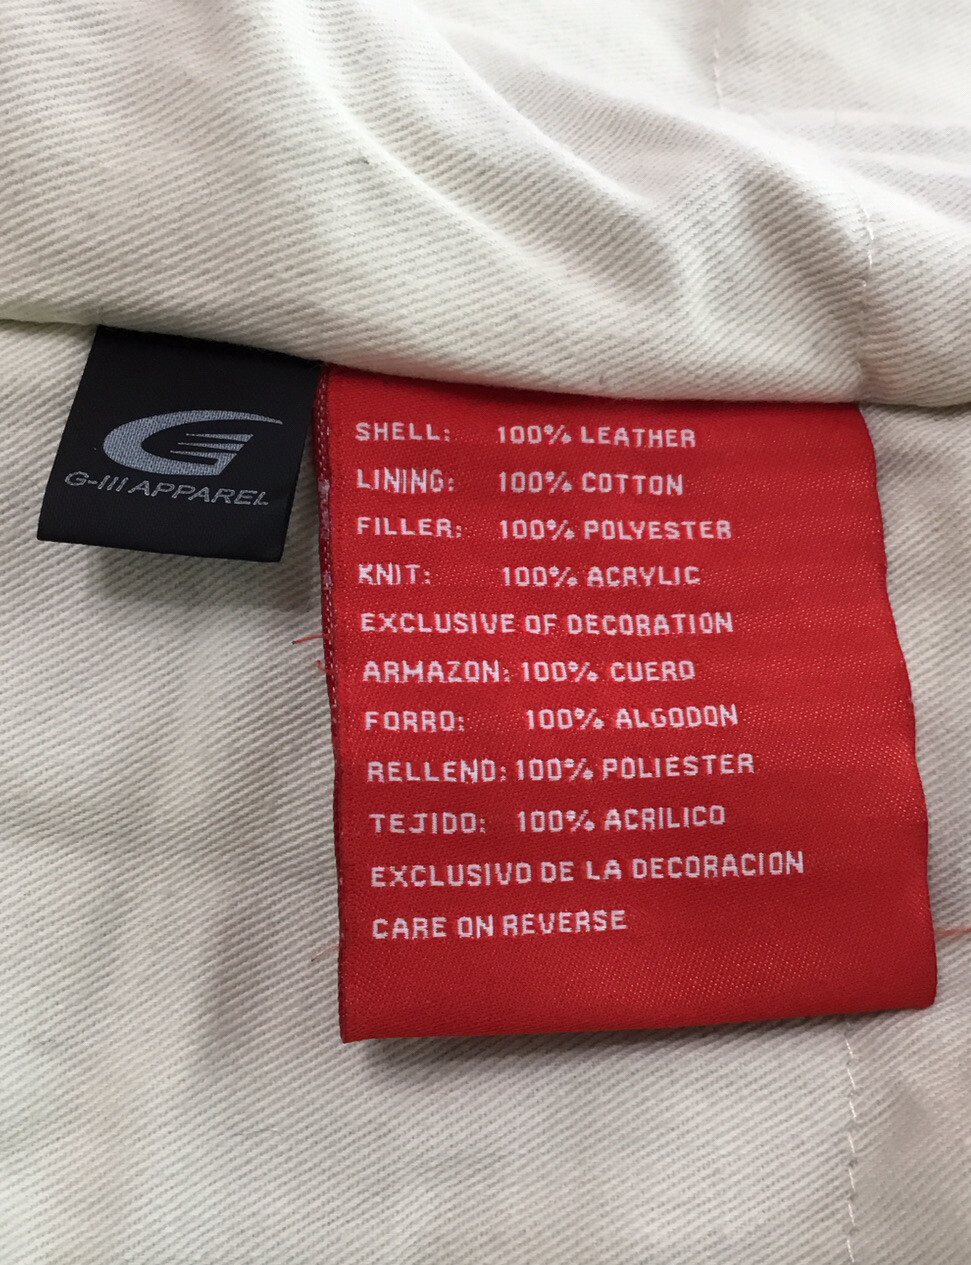 G-III APPAREL
SHELL: 100% LEATHER
LINING: 100% COTTON
FILLER: 100% POLYESTER
KNIT: 100% ACRYLIC
EXCLUSIVE OF DECORATION
ARMAZON: 100% CUERO
FORRO: 100% ALGODON
RELLENO: 100% POLIESTER
TEJIDO: 100% ACRILICO
EXCLUSIVO DE LA DECORACION
CARE ON REVERSE